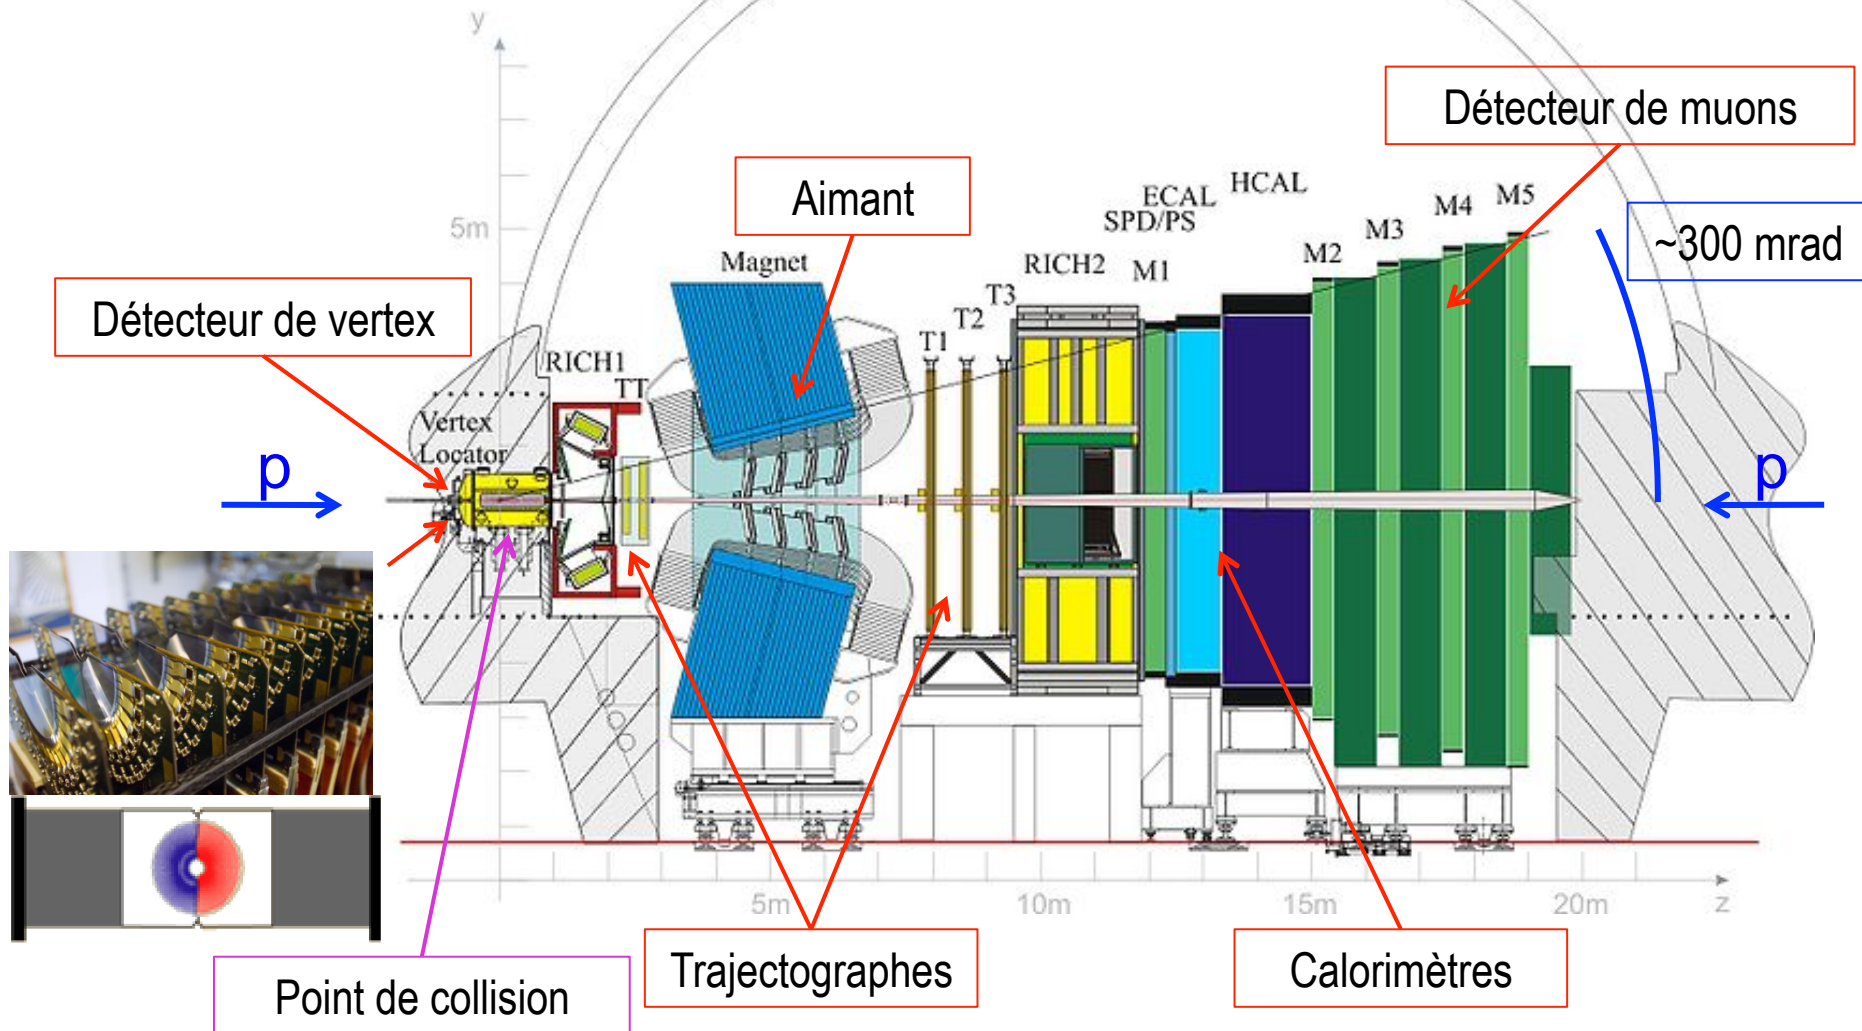 y
Détecteur de muons
Aimant
HCAL
ECAL
SPD/PS
M5
M4
M3
M2
M1
5m
~300 mrad
Magnet
RICH2
T3
T2
T1
Détecteur de vertex
RICH1
TT
Vertex
Locator
p
p
5m
10m
15m
20m
z
Trajectographes
Calorimètres
Point de collision